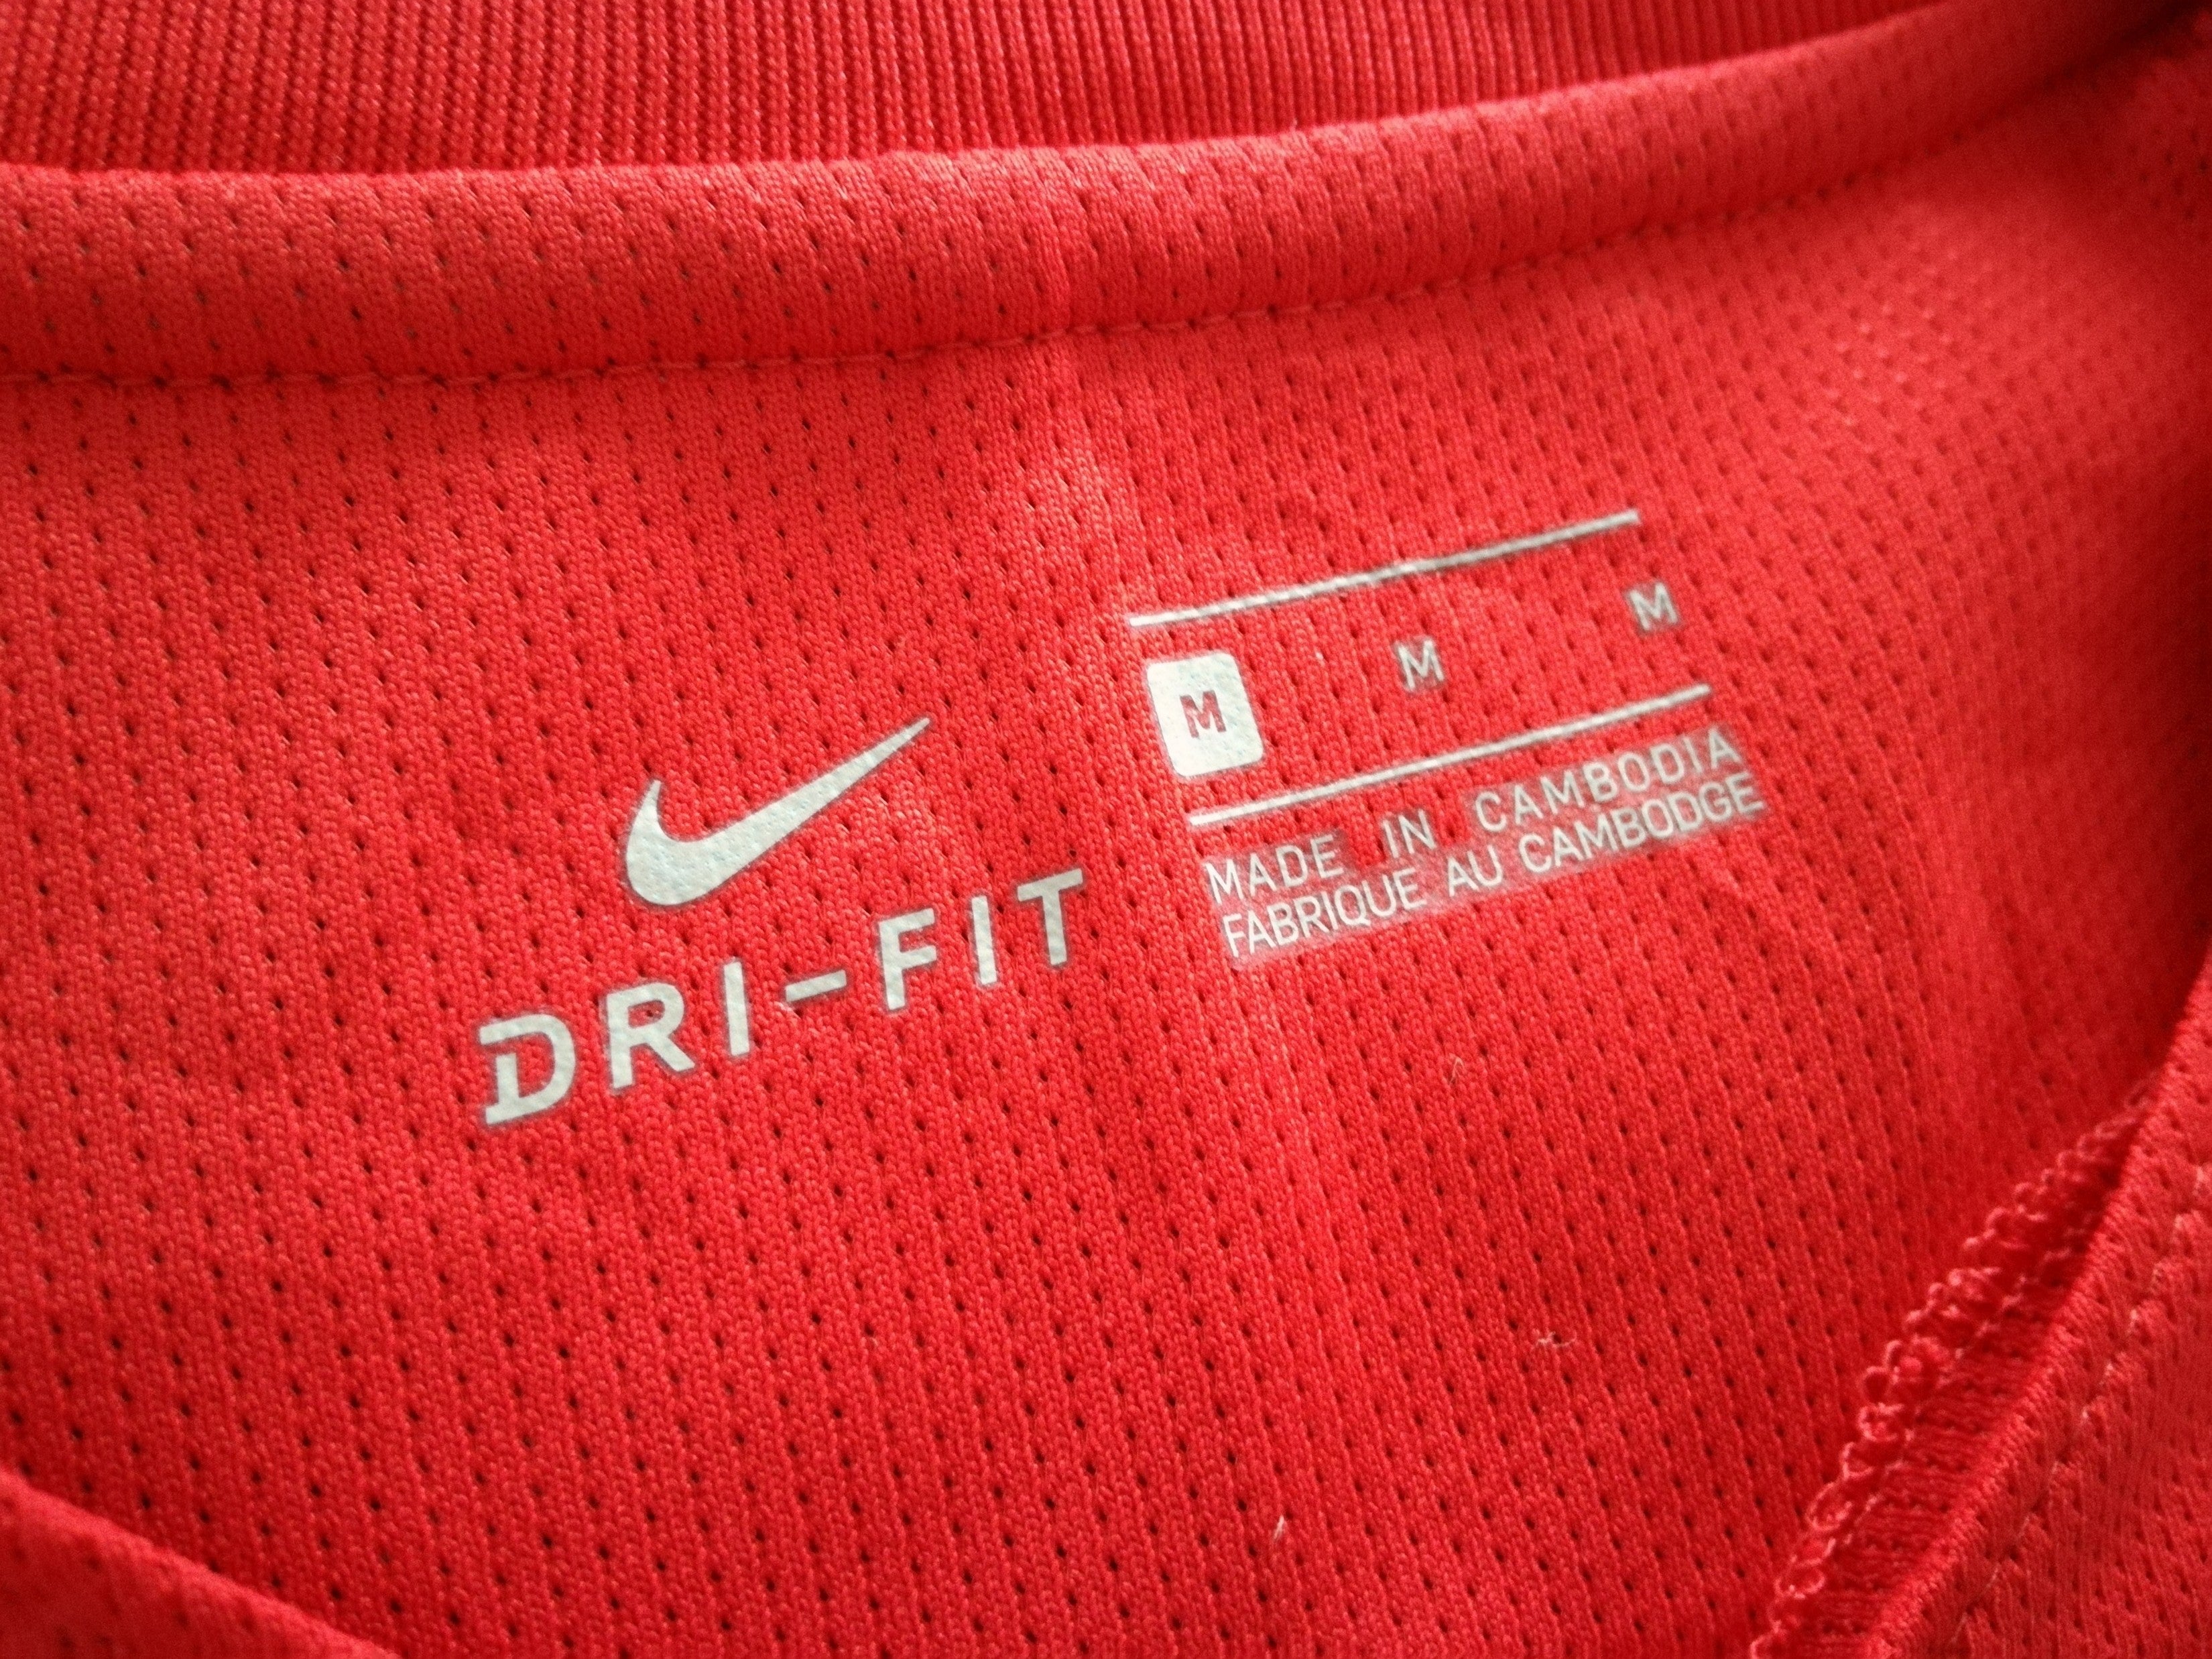 DRI-FIT
M M M
MADE IN CAMBODIA
FABRIQUE AU CAMBODGE